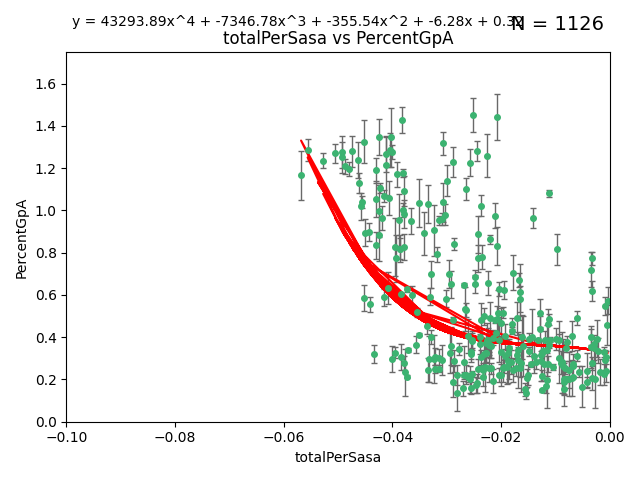 y = 43293.89x^4 + -7346.78x^3 + -355.54x^2 + -6.28x + 0.32
N = 1126
totalPerSasa vs PercentGpA
PercentGpA
1.6
1.4
1.2
1.0
0.8
0.6
0.4
0.2
0.0
−0.10 −0.08 −0.06 −0.04 −0.02 0.00
totalPerSasa